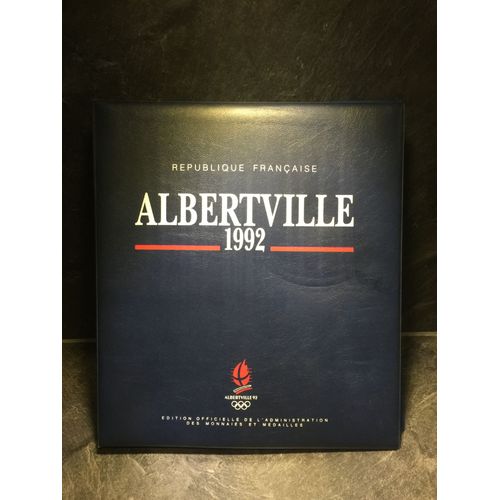 REPUBLIQUE FRANÇAISE
ALBERTVILLE
1992
ALBERTVILLE 92
EDITION OFFICIELLE DE L'ADMINISTRATION
DES MONNAIES ET MEDAILLES